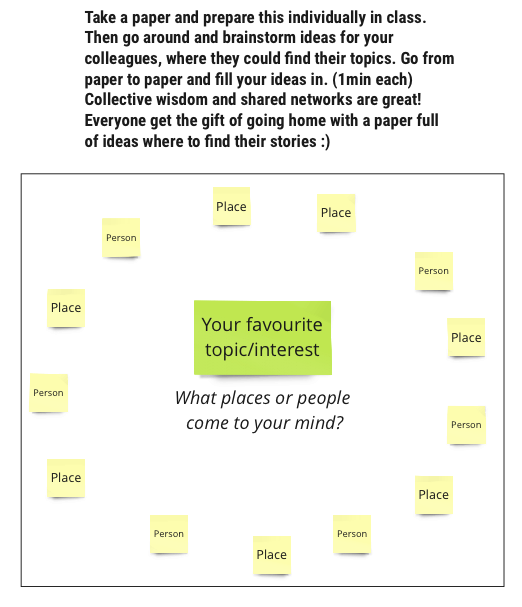 Take a paper and prepare this individually in class.
Then go around and brainstorm ideas for your
colleagues, where they could find their topics. Go from
paper to paper and fill your ideas in. (1min each)
Collective wisdom and shared networks are great!
Everyone get the gift of going home with a paper full
of ideas where to find their stories :)
Place
Place
Person
Person
Place
Your favourite
topic/interest
Place
Person
What places or people
come to your mind?
Person
Place
Place
Person
Person
Place